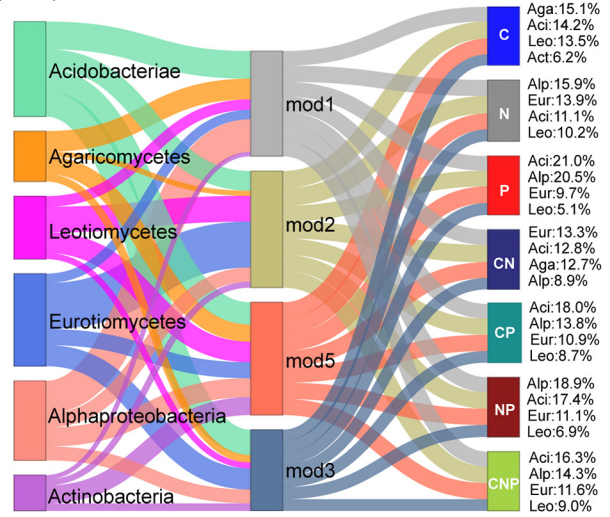 Acidobacteriae
Agaricomycetes
Leotiomycetes
Eurotiomycetes
Alphaproteobacteria
Actinobacteria
mod1
mod2
mod5
mod3
C
Aga:15.1%
Aci:14.2%
Leo:13.5%
Act:6.2%
N
Alp:15.9%
Eur:13.9%
Aci:11.1%
Leo:10.2%
P
Aci:21.0%
Alp:20.5%
Eur:9.7%
Leo:5.1%
CN
Eur:13.3%
Aci:12.8%
Aga:12.7%
Alp:8.9%
CP
Aci:18.0%
Alp:13.8%
Eur:10.9%
Leo:8.7%
NP
Alp:18.9%
Aci:17.4%
Eur:11.1%
Leo:6.9%
CNP
Aci:16.3%
Alp:14.3%
Eur:11.6%
Leo:9.0%